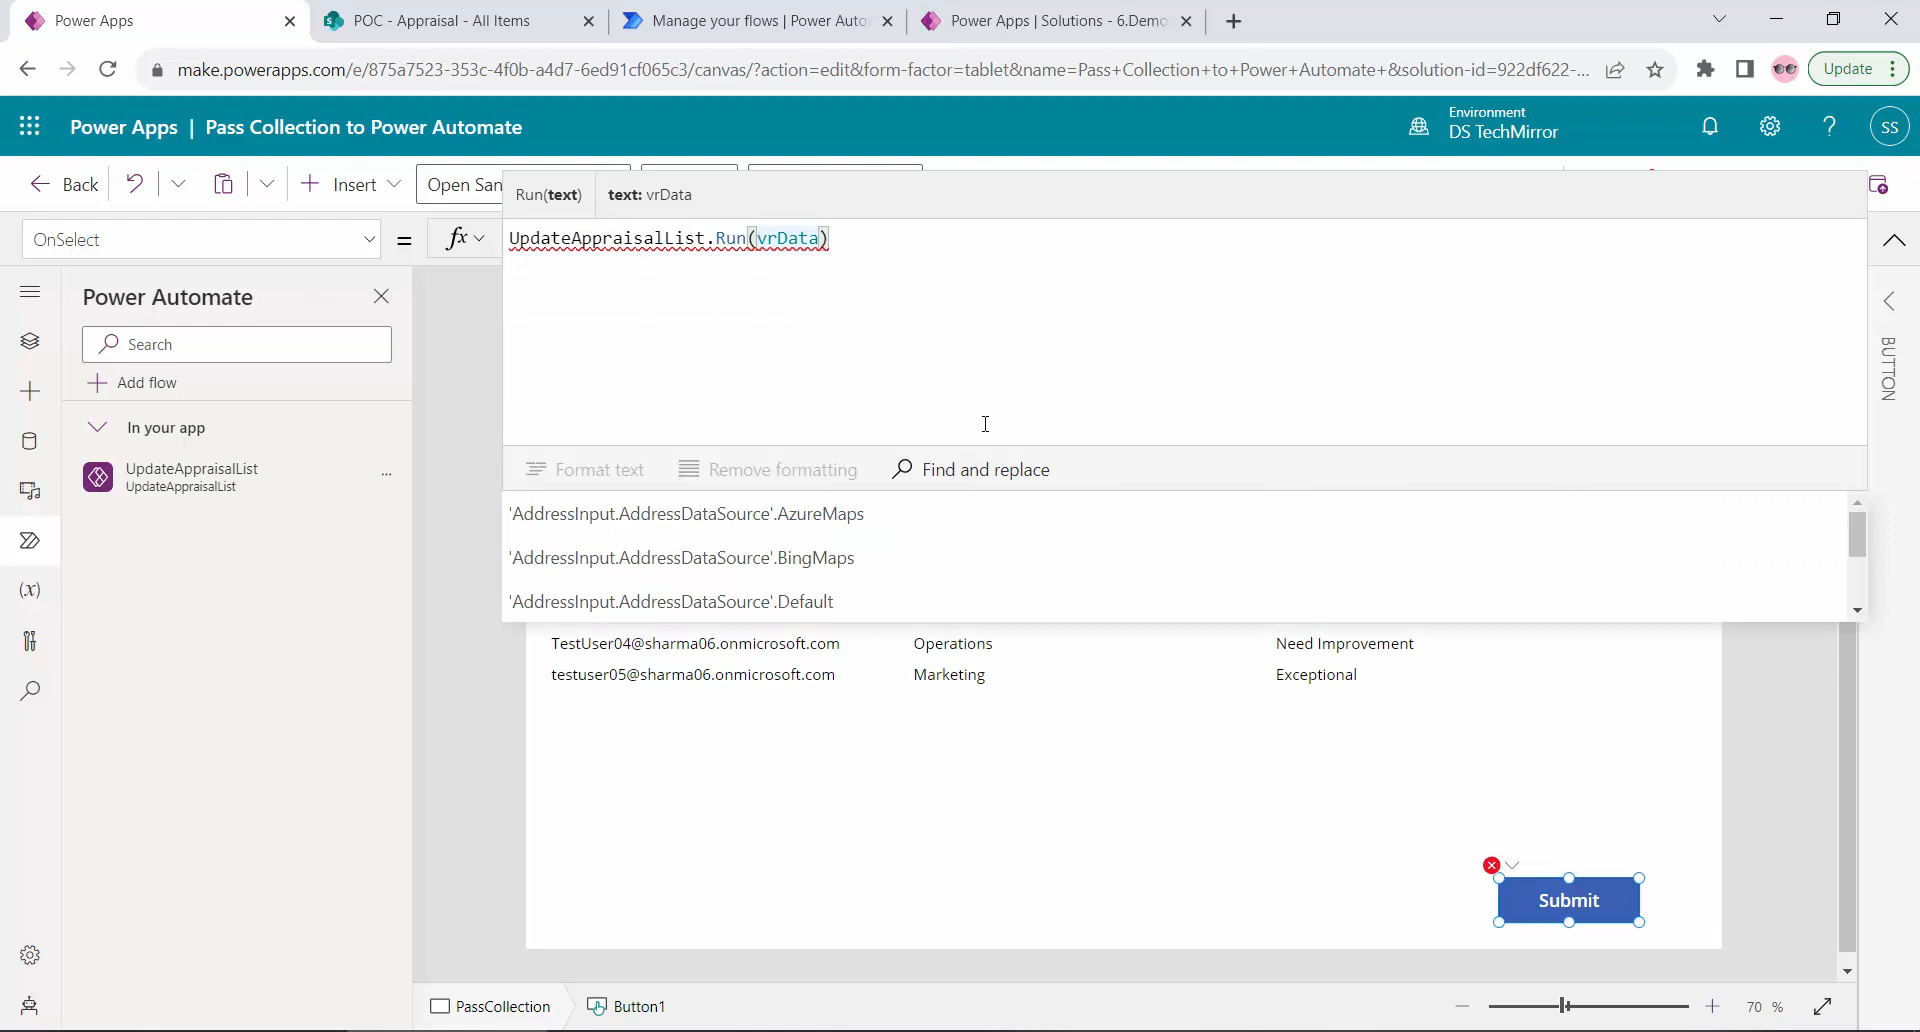 Power Apps
POC - Appraisal - All Items
Manage your flows | Power Auto
Power Apps | Solutions - 6.Demo
make.powerapps.com/e/875a7523-353c-4f0b-a4d7-6ed91cf065c3/canvas/?action=edit&form-factor=tablet&name=Pass+Collection+to+Power+Automate+&solution-id=922df622-...
Update
Power Apps | Pass Collection to Power Automate
Environment
DS TechMirror
SS
Back
Insert
Open San
Run(text)
text: vrData
OnSelect
=
fx
UpdateAppraisalList.Run(vrData)
Power Automate
Search
Add flow
In your app
UpdateAppraisalList
UpdateAppraisalList
...
BUTTON
Format text
Remove formatting
Find and replace
'AddressInput.AddressDataSource'.AzureMaps
'AddressInput.AddressDataSource'.BingMaps
'AddressInput.AddressDataSource'.Default
TestUser04@sharma06.onmicrosoft.com Operations Need Improvement
testuser05@sharma06.onmicrosoft.com Marketing Exceptional
(x)
Submit
PassCollection
Button1
70 %